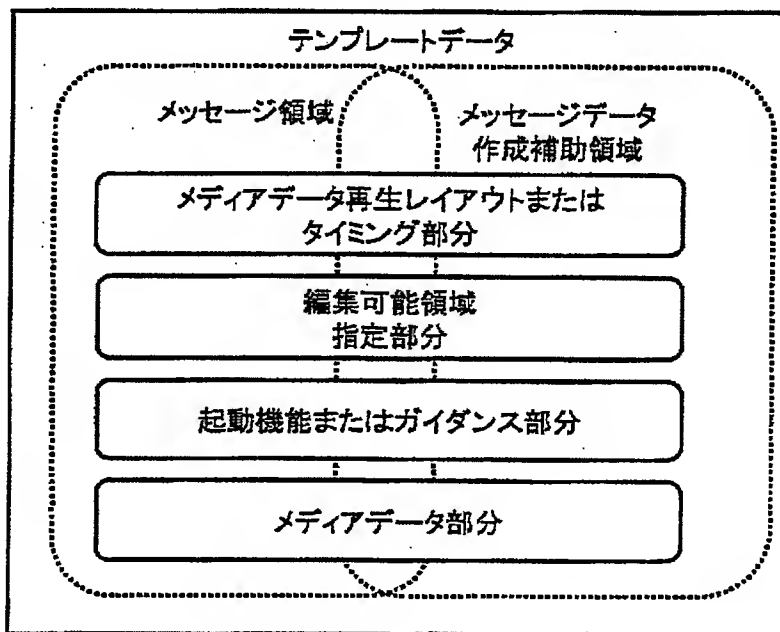 テンプレートデータ
メッセージ領域
メッセージデータ
作成補助領域
メディアデータ再生レイアウトまたは
タイミング部分
編集可能領域
指定部分
起動機能またはガイダンス部分
メディアデータ部分